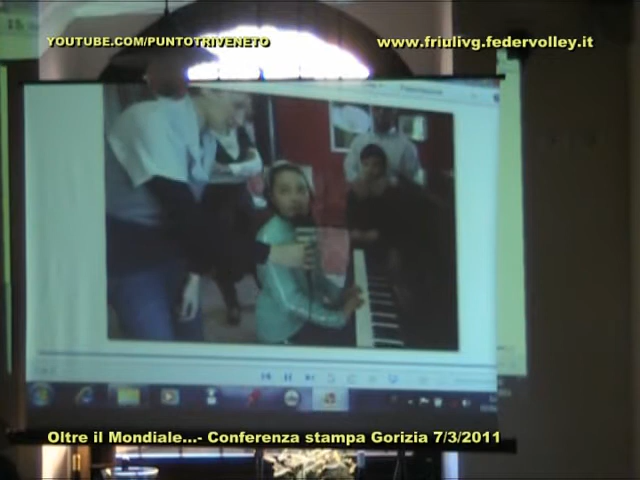 YOUTUBE.COM/PUNTOTRIVENETO
www.friulivg.federvolley.it
Oltre il Mondiale...- Conferenza stampa Gorizia 7/3/2011